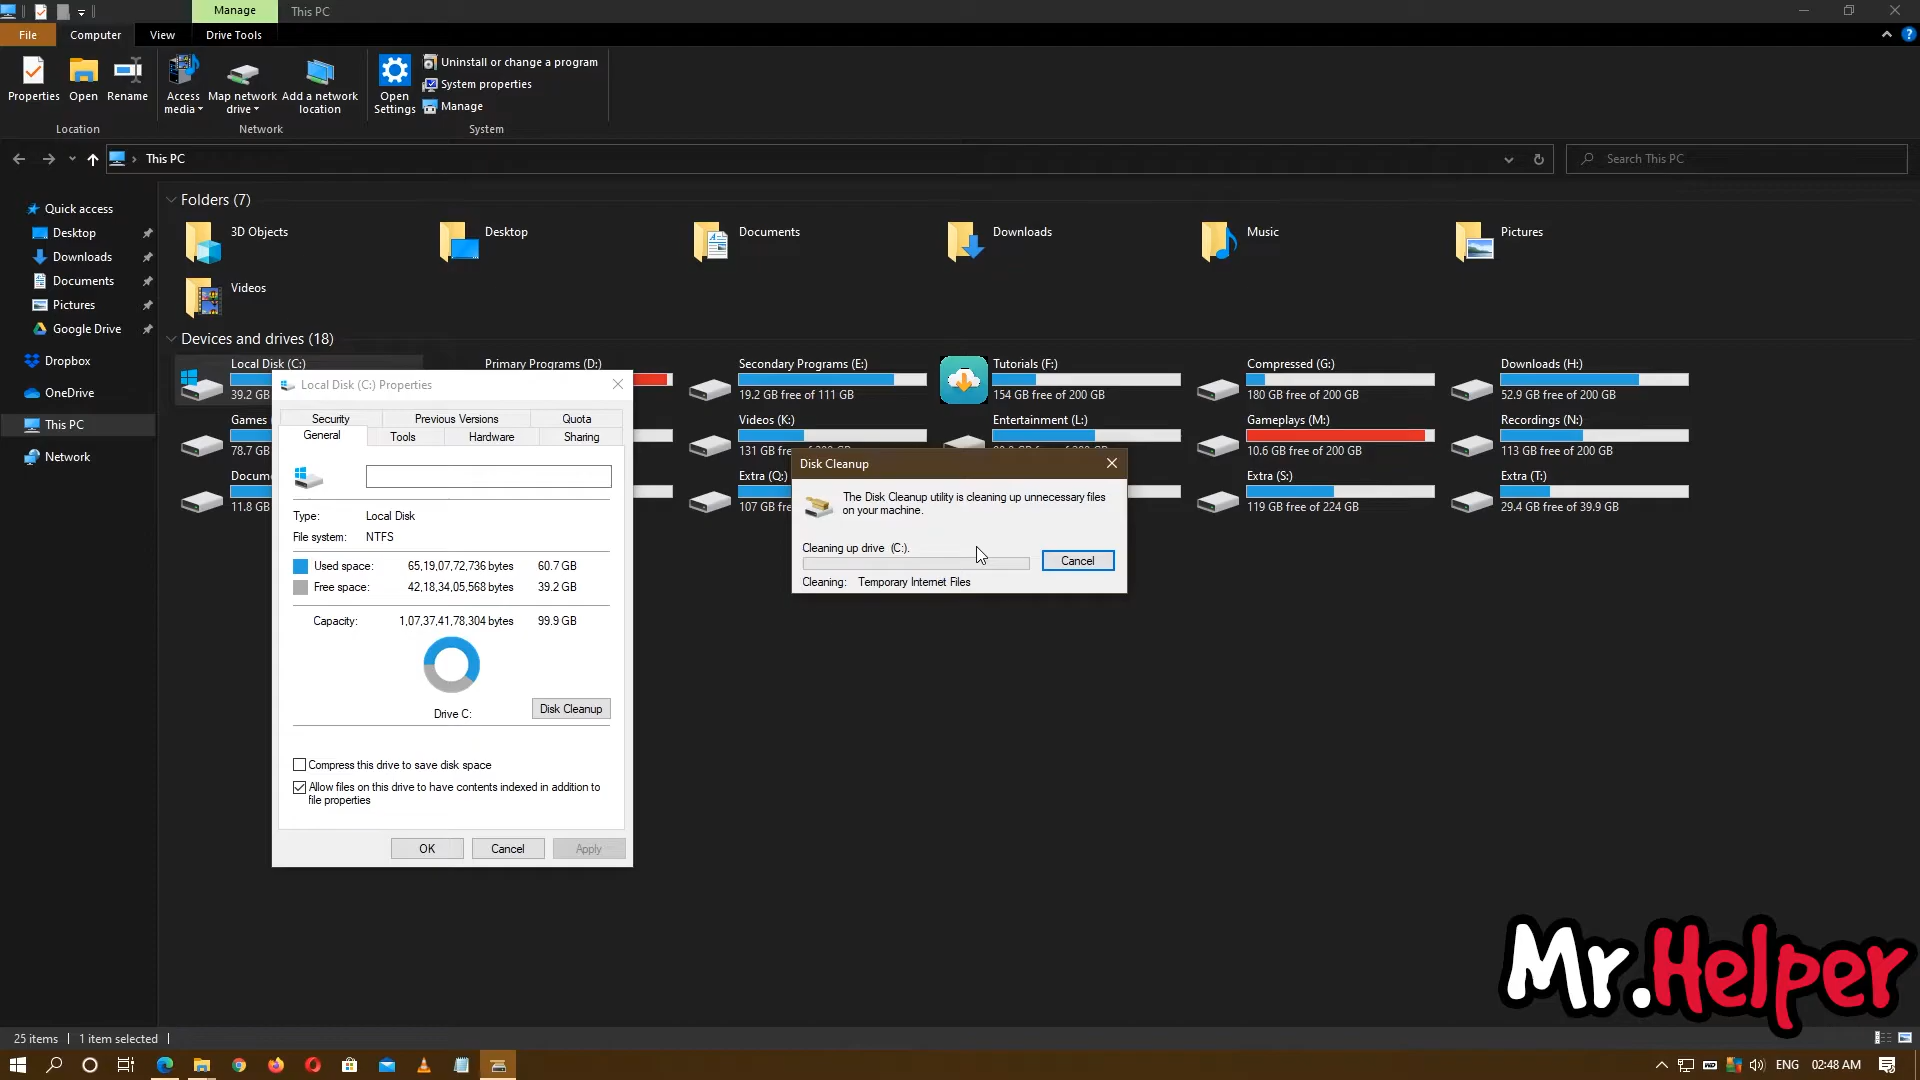 Manage
This PC
File
Computer
View
Drive Tools
Properties
Open
Rename
Access media
Map network drive
Add a network location
Open Settings
Uninstall or change a program
System properties
Manage
Location
Network
System
This PC
Search This PC
Quick access
Desktop
Downloads
Documents
Pictures
Google Drive
Dropbox
OneDrive
This PC
Network
Folders (7)
3D Objects
Desktop
Documents
Downloads
Music
Pictures
Videos
Devices and drives (18)
Local Disk (C:)
39.2 GB
Primary Programs (D:)
Secondary Programs (E:)
19.2 GB free of 111 GB
Tutorials (F:)
154 GB free of 200 GB
Compressed (G:)
180 GB free of 200 GB
Downloads (H:)
52.9 GB free of 200 GB
Games
78.7 G
Videos (K:)
131 GB free of
Entertainment (L:)
Gameplays (M:)
10.6 GB free of 200 GB
Recordings (N:)
113 GB free of 200 GB
Docum
11.8 G
Extra (Q:)
107 GB free
Extra (S:)
119 GB free of 224 GB
Extra (T:)
29.4 GB free of 39.9 GB
Local Disk (C:) Properties
Security
Previous Versions
Quota
General
Tools
Hardware
Sharing
Type: Local Disk
File system: NTFS
Used space: 65,19,07,72,736 bytes 60.7 GB
Free space: 42,18,34,05,568 bytes 39.2 GB
Capacity: 1,07,37,41,78,304 bytes 99.9 GB
Drive C:
Disk Cleanup
Compress this drive to save disk space
Allow files on this drive to have contents indexed in addition to
file properties
OK
Cancel
Apply
Disk Cleanup
The Disk Cleanup utility is cleaning up unnecessary files
on your machine.
Cleaning up drive (C:).
Cancel
Cleaning: Temporary Internet Files
Mr.Helper
25 items
1 item selected
ENG
02:48 AM